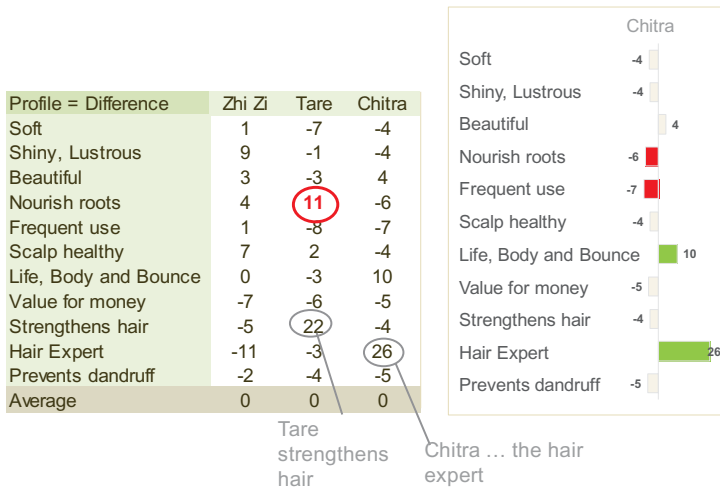 Profile = Difference Zhi Zi Tare Chitra
Soft 1 -7 -4
Shiny, Lustrous 9 -1 -4
Beautiful 3 -3 4
Nourish roots 4 11 -6
Frequent use 1 -8 -7
Scalp healthy 7 2 -4
Life, Body and Bounce 0 -3 10
Value for money -7 -6 -5
Strengthens hair -5 22 -4
Hair Expert -11 -3 26
Prevents dandruff -2 -4 -5
Average 0 0 0
Tare
strengthens
hair
Chitra … the hair
expert
Chitra
Soft -4
Shiny, Lustrous -4
Beautiful 4
Nourish roots -6
Frequent use -7
Scalp healthy -4
Life, Body and Bounce 10
Value for money -5
Strengthens hair -4
Hair Expert 26
Prevents dandruff -5